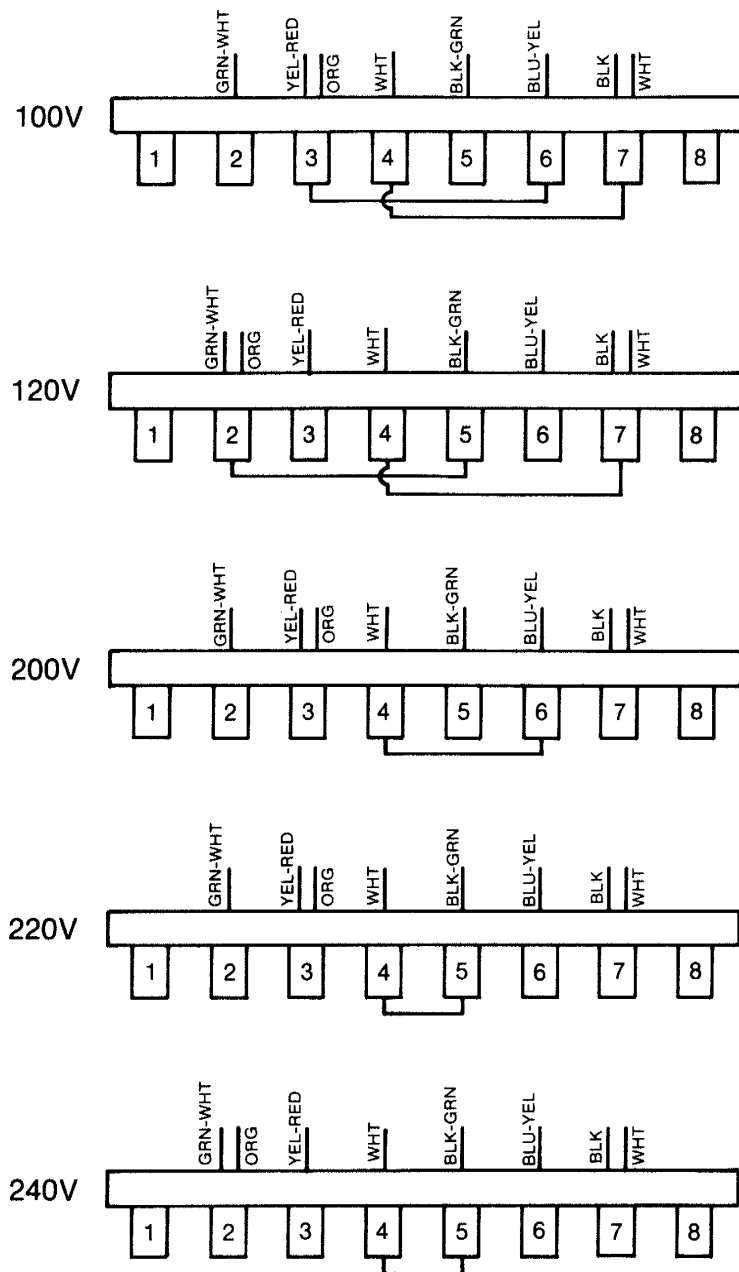 GRN-WHT YEL-RED ORG WHT BLK-GRN BLU-YEL BLK WHT
100V
1 2 3 4 5 6 7 8
GRN-WHT ORG YEL-RED WHT BLK-GRN BLU-YEL BLK WHT
120V
1 2 3 4 5 6 7 8
GRN-WHT YEL-RED ORG WHT BLK-GRN BLU-YEL BLK WHT
200V
1 2 3 4 5 6 7 8
GRN-WHT YEL-RED ORG WHT BLK-GRN BLU-YEL BLK WHT
220V
1 2 3 4 5 6 7 8
GRN-WHT ORG YEL-RED WHT BLK-GRN BLU-YEL BLK WHT
240V
1 2 3 4 5 6 7 8